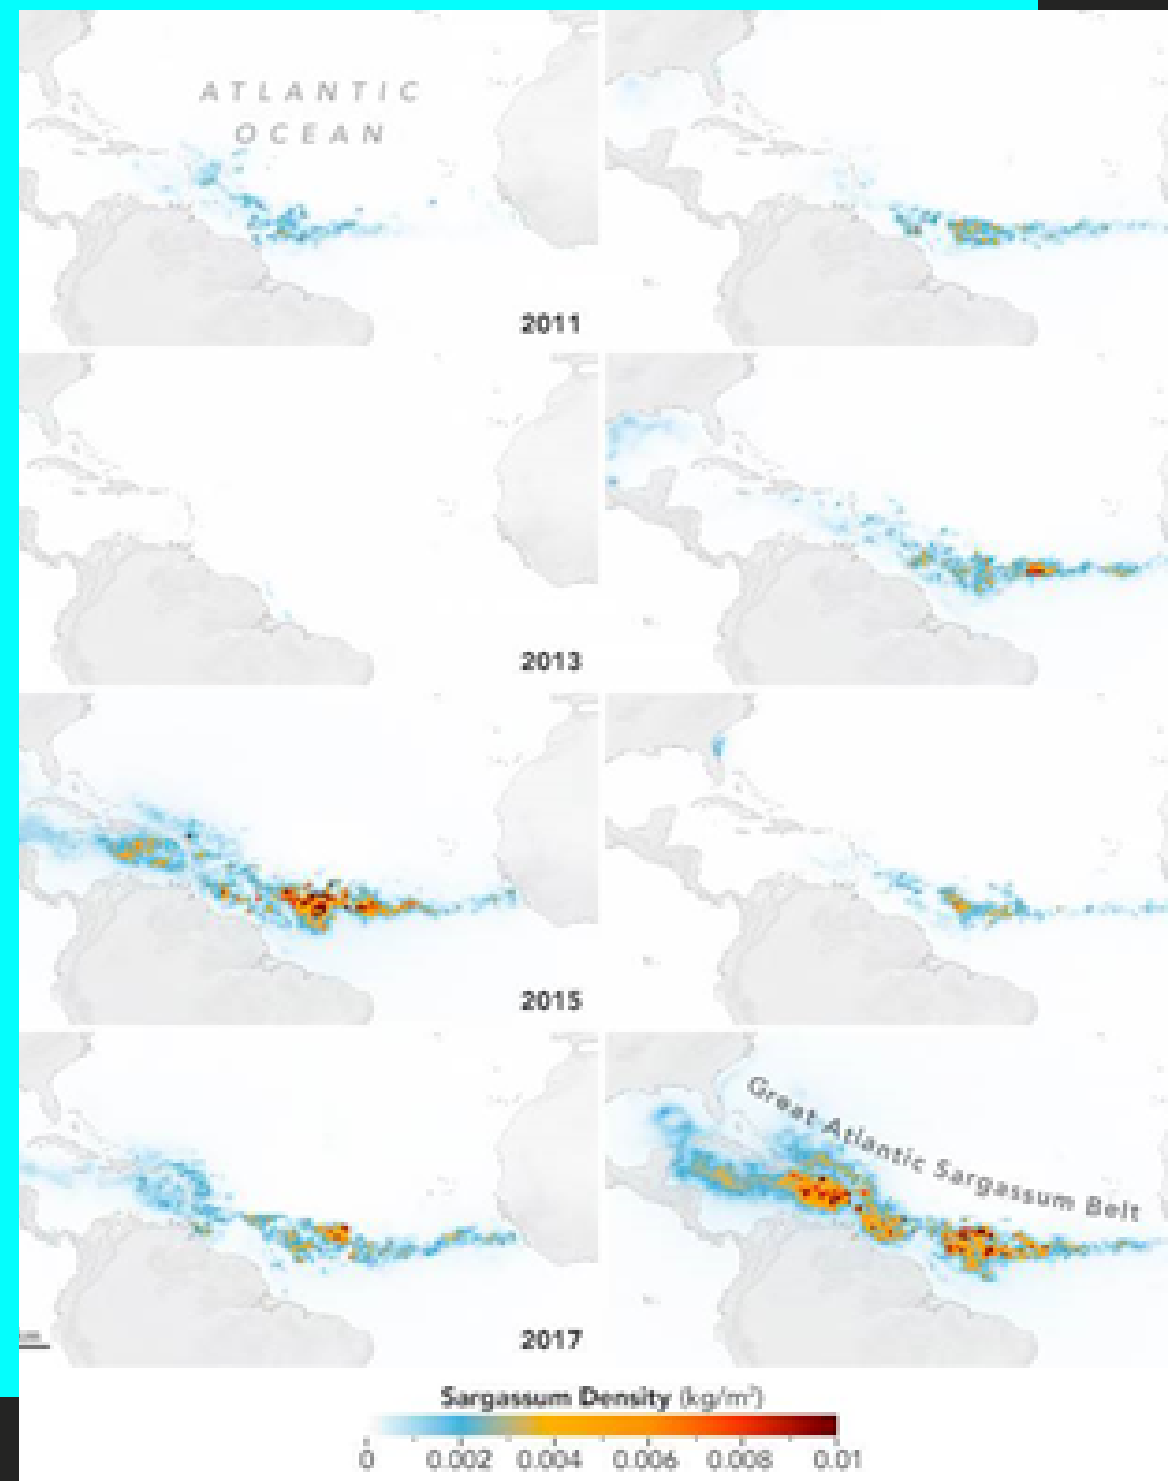 ATLANTIC
OCEAN
2011
2013
2015
2017
Great Atlantic Sargassum Belt
Sargassum Density (kg/m²)
0 0.002 0.004 0.006 0.008 0.01